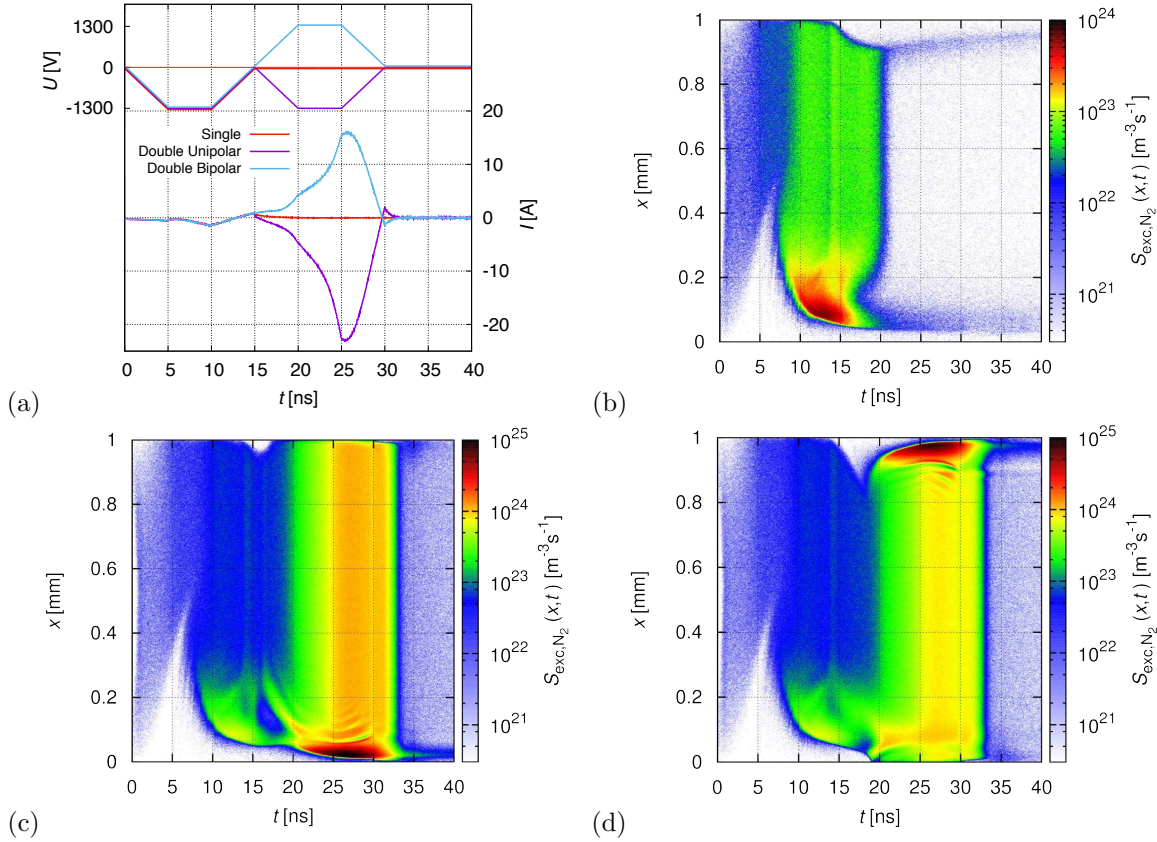 1300
0
-1300
U [V]
20
10
0
-10
-20
I [A]
Single
Double Unipolar
Double Bipolar
0 5 10 15 20 25 30 35 40
t [ns]
(a)
1
0.8
0.6
0.4
0.2
0
x [mm]
0 5 10 15 20 25 30 35 40
t [ns]
10^24
10^23
10^22
10^21
S_exc,N₂ (x,t) [m^-3 s^-1]
(b)
1
0.8
0.6
0.4
0.2
0
x [mm]
0 5 10 15 20 25 30 35 40
t [ns]
10^25
10^24
10^23
10^22
10^21
S_exc,N₂ (x,t) [m^-3 s^-1]
(c)
1
0.8
0.6
0.4
0.2
0
x [mm]
0 5 10 15 20 25 30 35 40
t [ns]
10^25
10^24
10^23
10^22
10^21
S_exc,N₂ (x,t) [m^-3 s^-1]
(d)